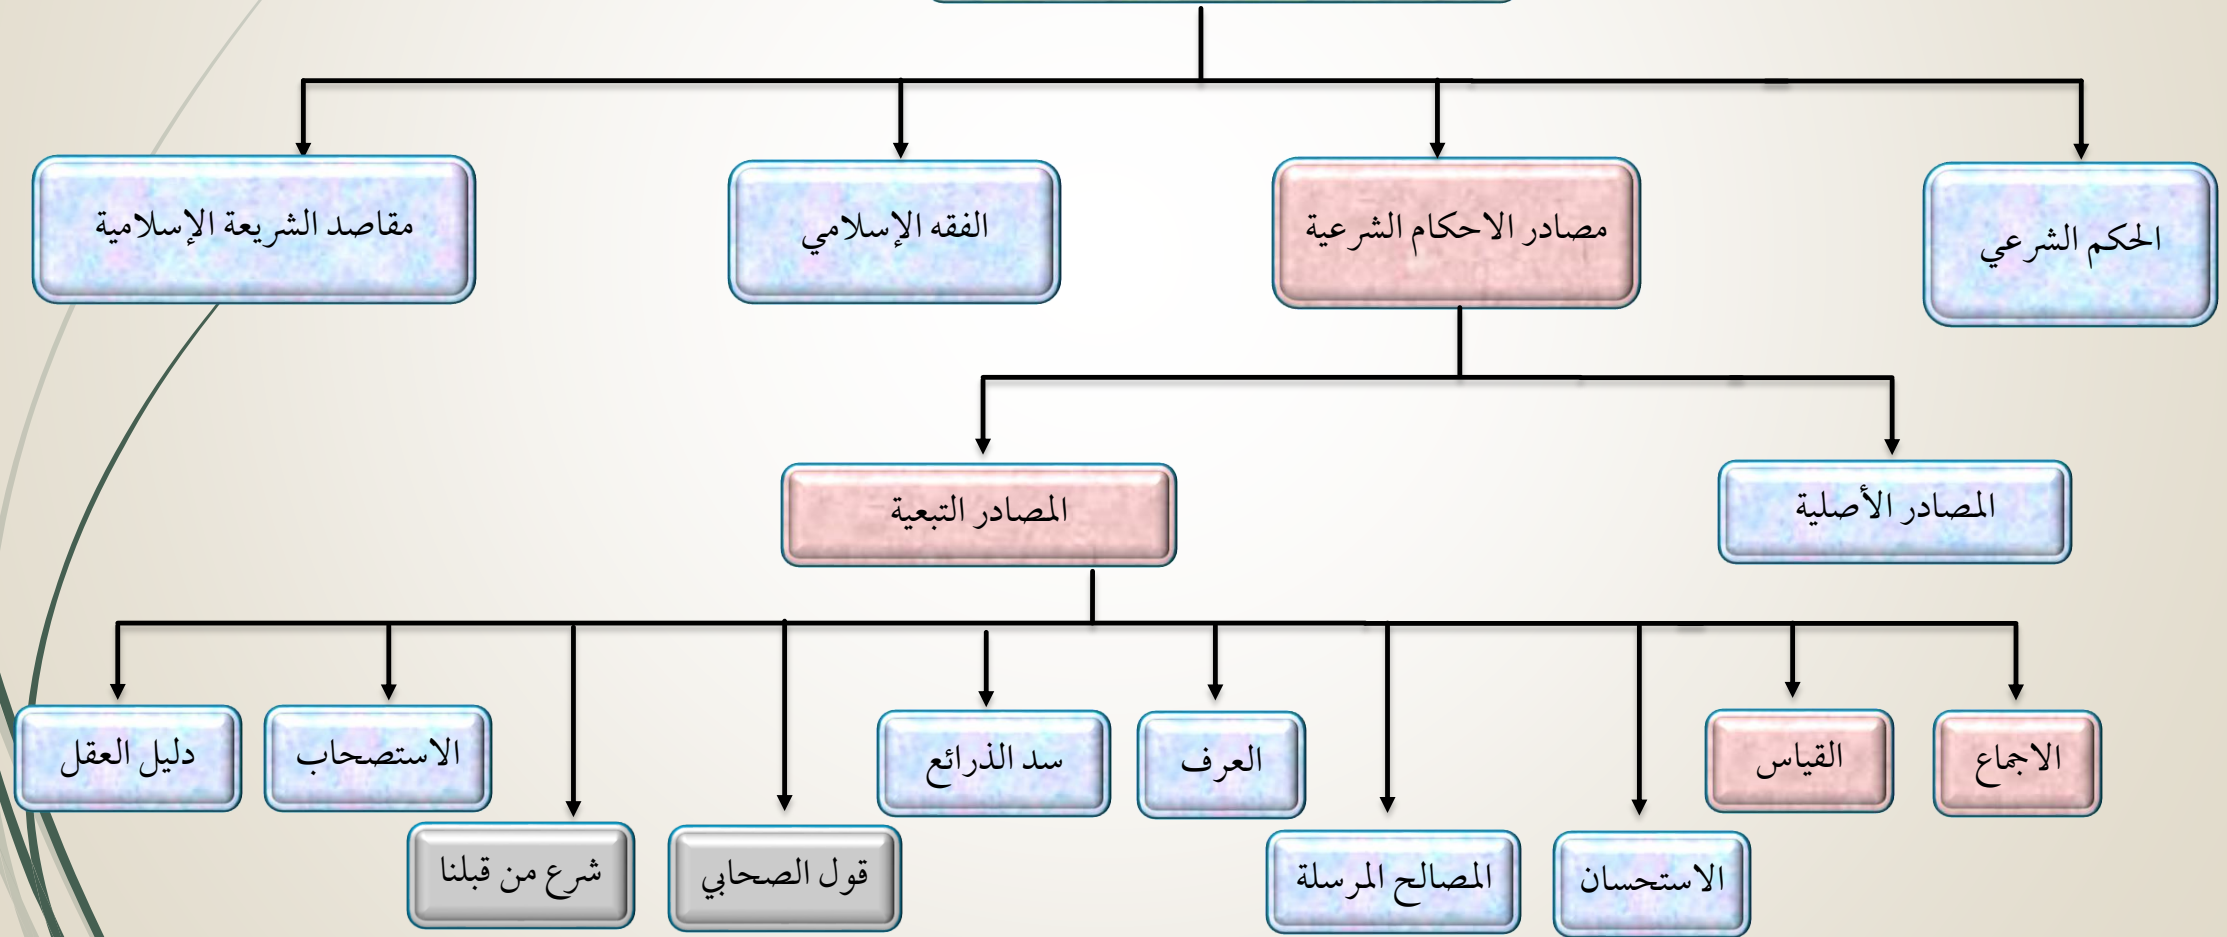 الحكم الشرعي
مصادر الاحكام الشرعية
الفقه الإسلامي
مقاصد الشريعة الإسلامية
المصادر الأصلية
المصادر التبعية
الاجماع
القياس
الاستحسان
المصالح المرسلة
العرف
سد الذرائع
قول الصحابي
شرع من قبلنا
الاستصحاب
دليل العقل